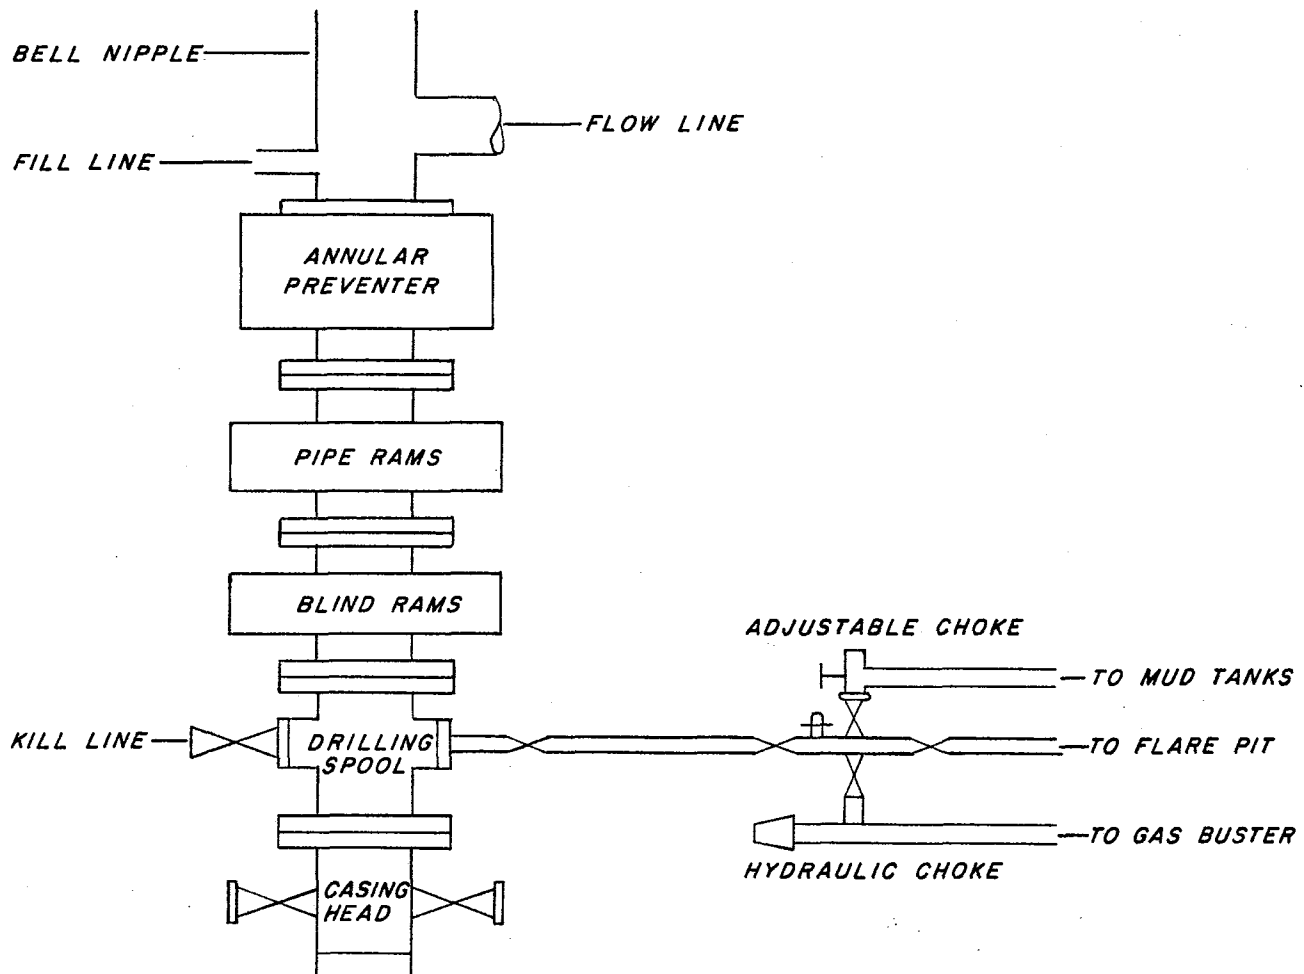 BELL NIPPLE
FLOW LINE
FILL LINE
ANNULAR
PREVENTER
PIPE RAMS
BLIND RAMS
ADJUSTABLE CHOKE
TO MUD TANKS
KILL LINE
DRILLING
SPOOL
TO FLARE PIT
TO GAS BUSTER
HYDRAULIC CHOKE
CASING
HEAD